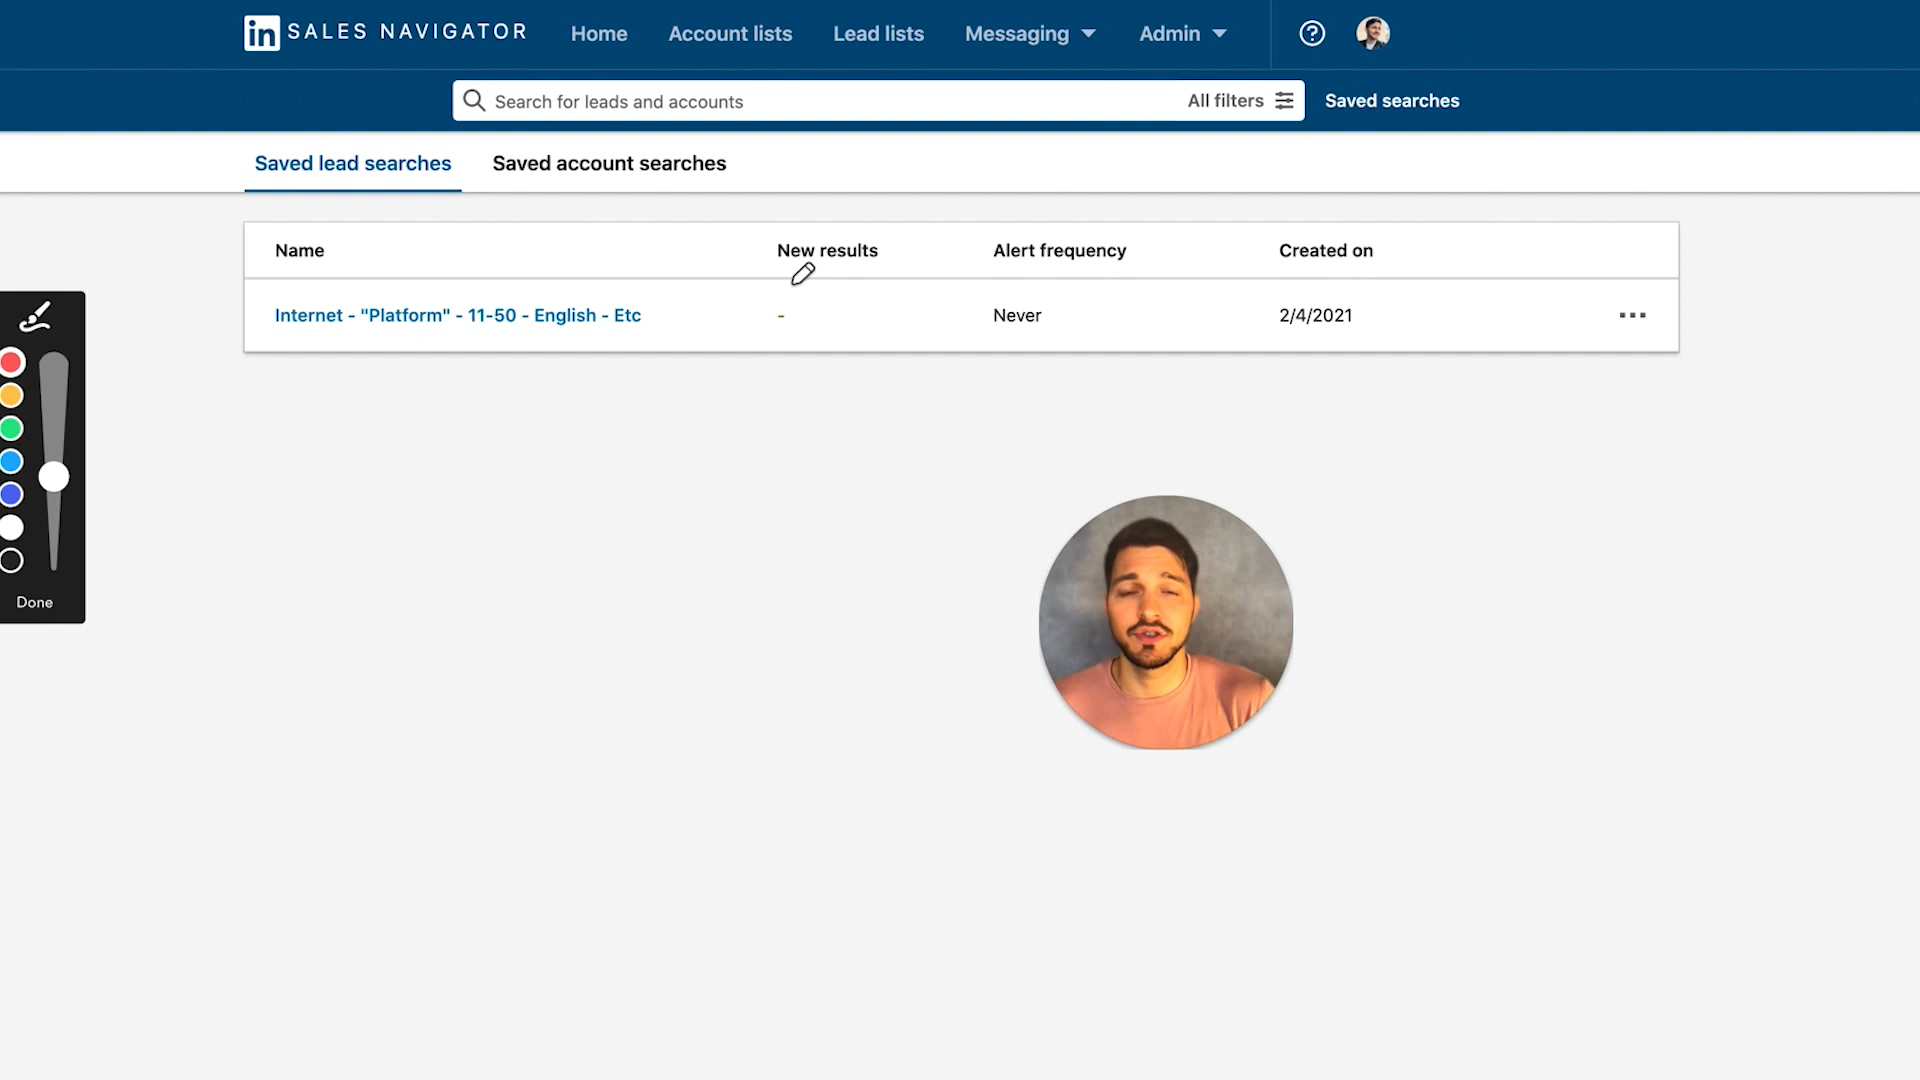 in SALES NAVIGATOR Home Account lists Lead lists Messaging Admin ?
Search for leads and accounts All filters Saved searches
Saved lead searches Saved account searches
Name New results Alert frequency Created on
Internet - "Platform" - 11-50 - English - Etc - Never 2/4/2021
Done